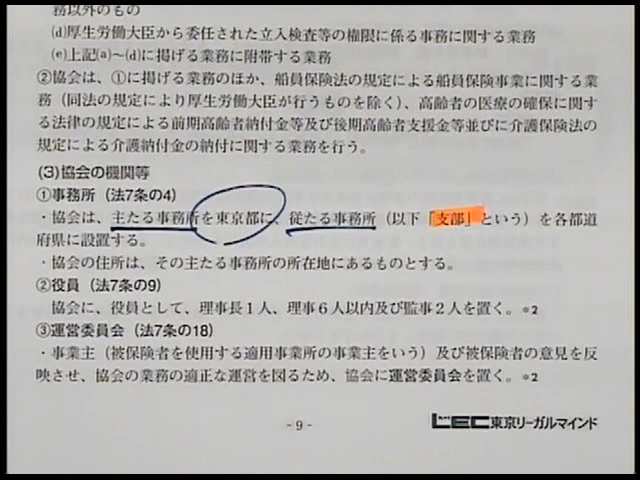 務以外のもの
(d)厚生労働大臣から委任された立入検査等の権限に係る事務に関する業務
(e)上記(a)～(d)に掲げる業務に附帯する業務
②協会は、①に掲げる業務のほか、船員保険法の規定による船員保険事業に関する業
務（同法の規定により厚生労働大臣が行うものを除く）、高齢者の医療の確保に関す
る法律の規定による前期高齢者納付金等及び後期高齢者支援金等並びに介護保険法の
規定による介護納付金の納付に関する業務を行う。
(3)協会の機関等
①事務所（法7条の4）
・協会は、主たる事務所を東京都に、従たる事務所（以下「支部」という）を各都道
府県に設置する。
・協会の住所は、その主たる事務所の所在地にあるものとする。
②役員（法7条の9）
協会に、役員として、理事長１人、理事６人以内及び監事２人を置く。*2
③運営委員会（法7条の18）
・事業主（被保険者を使用する適用事業所の事業主をいう）及び被保険者の意見を反
映させ、協会の業務の適正な運営を図るため、協会に運営委員会を置く。*2
- 9 -
LEC東京リーガルマインド